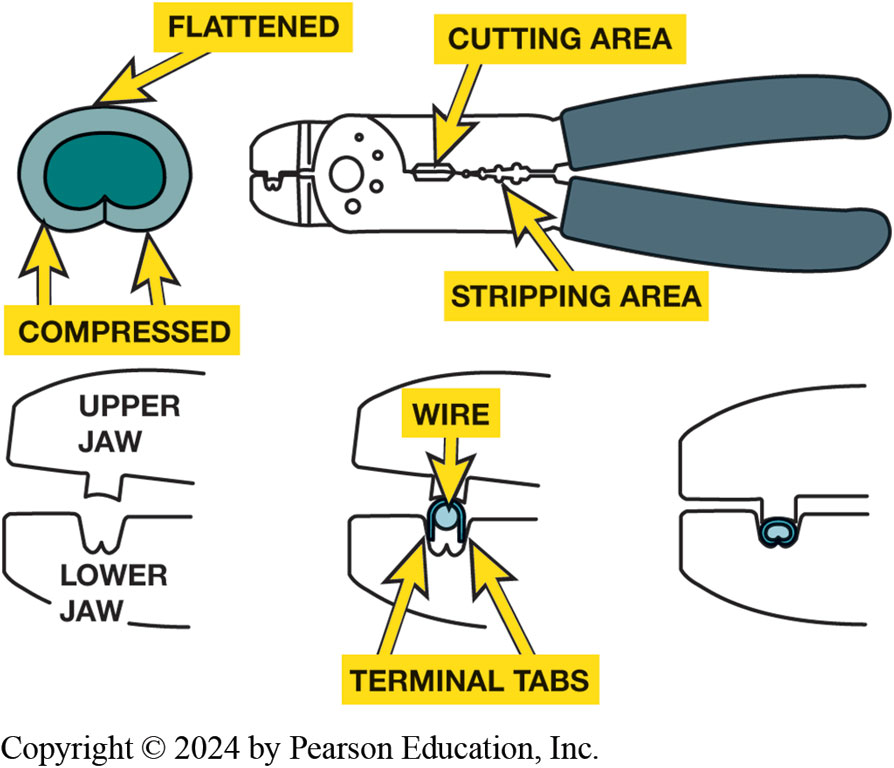 FLATTENED
CUTTING AREA
STRIPPING AREA
COMPRESSED
UPPER
JAW
LOWER
JAW
WIRE
TERMINAL TABS
Copyright © 2024 by Pearson Education, Inc.